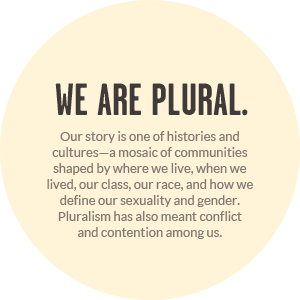 WE ARE PLURAL.
Our story is one of histories and
cultures—a mosaic of communities
shaped by where we live, when we
lived, our class, our race, and how we
define our sexuality and gender.
Pluralism has also meant conflict
and contention among us.